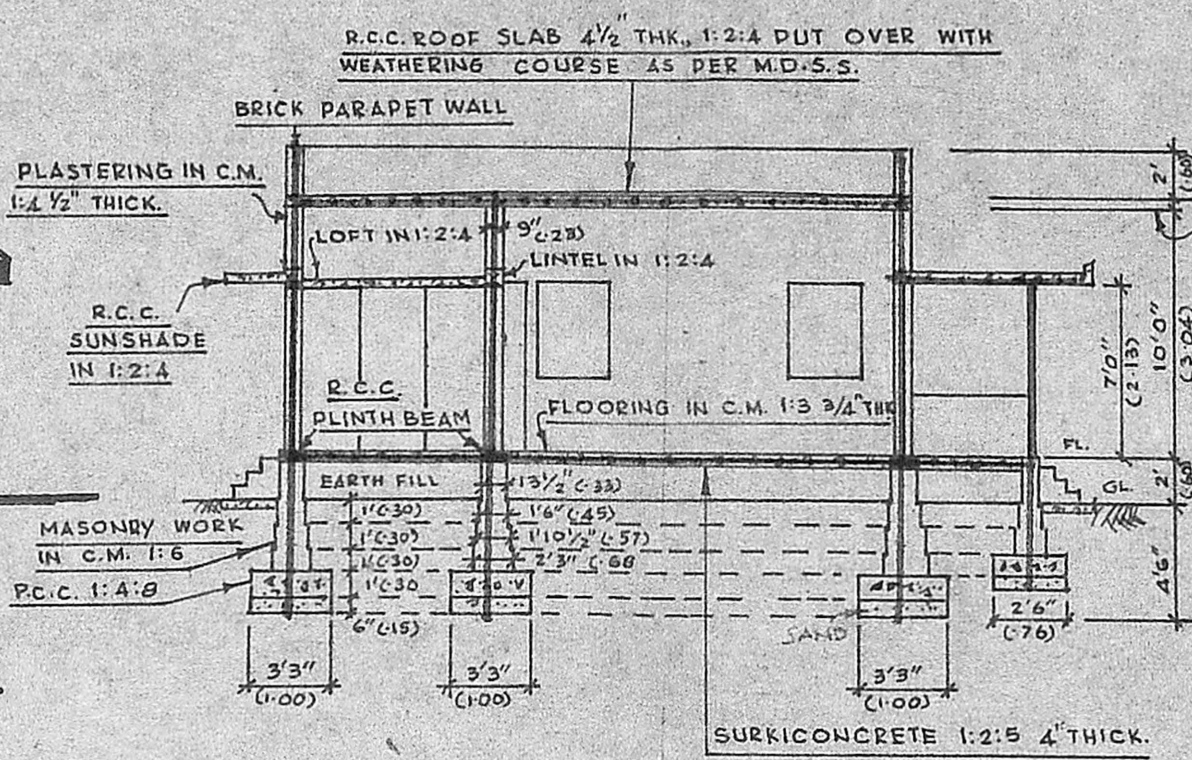 R.C.C. ROOF SLAB 4½" THK., 1:2:4 PUT OVER WITH
WEATHERING COURSE AS PER M.D.S.S.
BRICK PARAPET WALL
PLASTERING IN C.M.
1:4 ½" THICK.
2'
(.60)
LOFT IN 1:2:4
9"
(.23)
LINTEL IN 1:2:4
R.C.C.
SUNSHADE
IN 1:2:4
7'0"
(2.13)
10'0"
(3.04)
R.C.C.
PLINTH BEAM
FLOORING IN C.M. 1:3 3/4" THK
FL.
EARTH FILL
13½" (.33)
GL.
2'
(.60)
1'(.30)
1'6" (.45)
MASONRY WORK
IN C.M. 1:6
1'(.30)
1'10½" (.57)
1'(.30)
2'3" (.68
P.C.C. 1:4:8
1'(.30
6"(.15)
SAND
4'6"
2'6"
(.76)
3'3"
(1.00)
3'3"
(1.00)
3'3"
(1.00)
SURKICONCRETE 1:2:5 4" THICK.